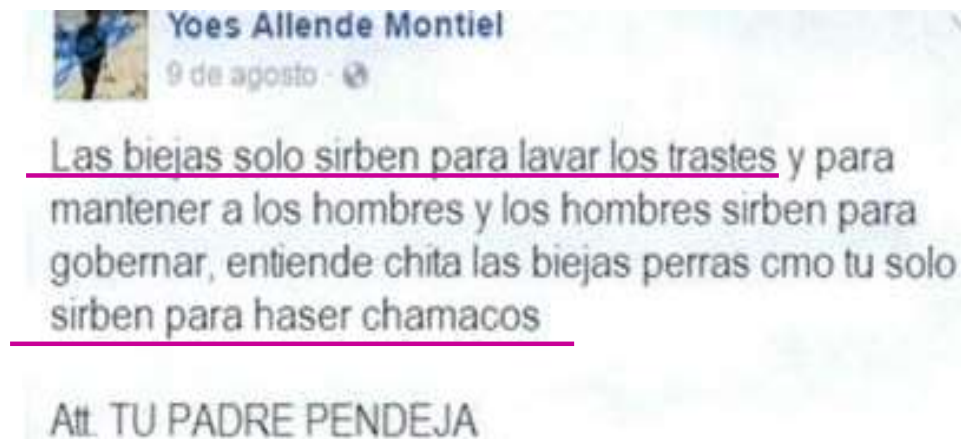 Yoes Allende Montiel
9 de agosto ·
Las biejas solo sirben para lavar los trastes y para
mantener a los hombres y los hombres sirben para
gobernar, entiende chita las biejas perras cmo tu solo
sirben para haser chamacos
Att. TU PADRE PENDEJA